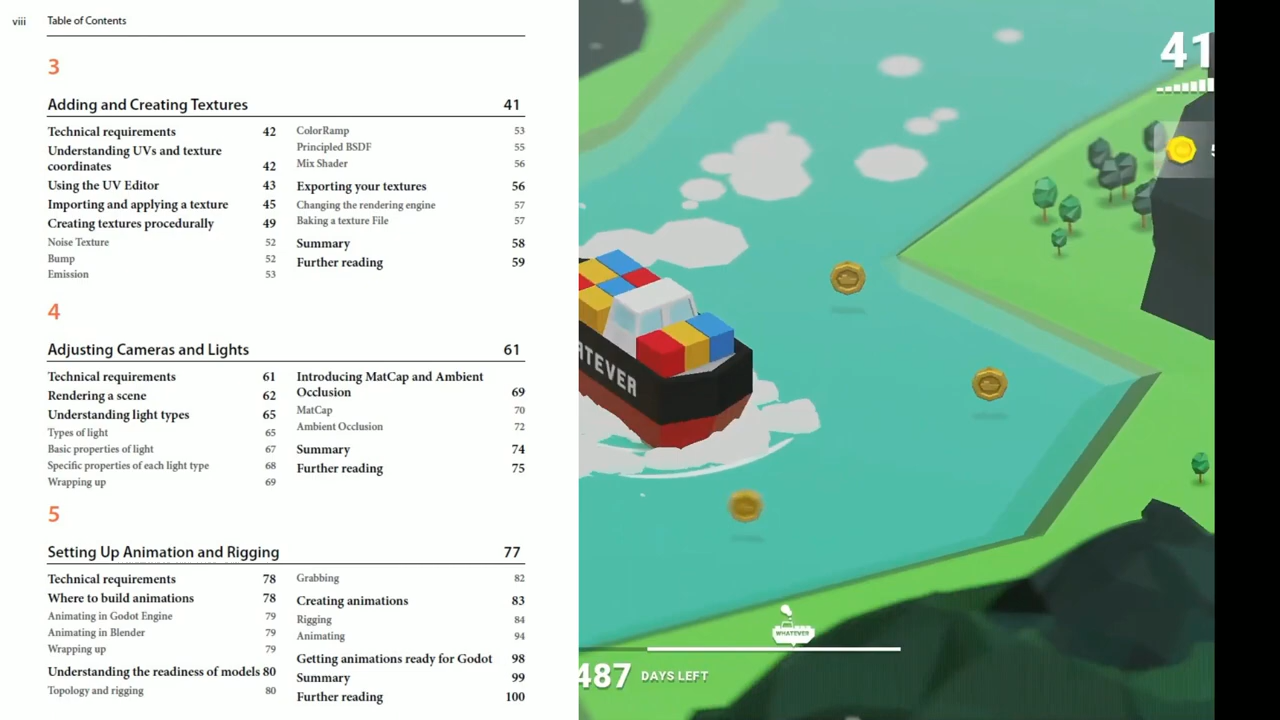 viii Table of Contents
3
Adding and Creating Textures 41
Technical requirements 42
Understanding UVs and texture
coordinates 42
Using the UV Editor 43
Importing and applying a texture 45
Creating textures procedurally 49
Noise Texture 52
Bump 52
Emission 53
ColorRamp 53
Principled BSDF 55
Mix Shader 56
Exporting your textures 56
Changing the rendering engine 57
Baking a texture File 57
Summary 58
Further reading 59
4
Adjusting Cameras and Lights 61
Technical requirements 61
Rendering a scene 62
Understanding light types 65
Types of light 65
Basic properties of light 67
Specific properties of each light type 68
Wrapping up 69
Introducing MatCap and Ambient
Occlusion 69
MatCap 70
Ambient Occlusion 72
Summary 74
Further reading 75
5
Setting Up Animation and Rigging 77
Technical requirements 78
Where to build animations 78
Animating in Godot Engine 79
Animating in Blender 79
Wrapping up 79
Understanding the readiness of models 80
Topology and rigging 80
Grabbing 82
Creating animations 83
Rigging 84
Animating 94
Getting animations ready for Godot 98
Summary 99
Further reading 100
41
ATEVER
WHATEVER
487 DAYS LEFT